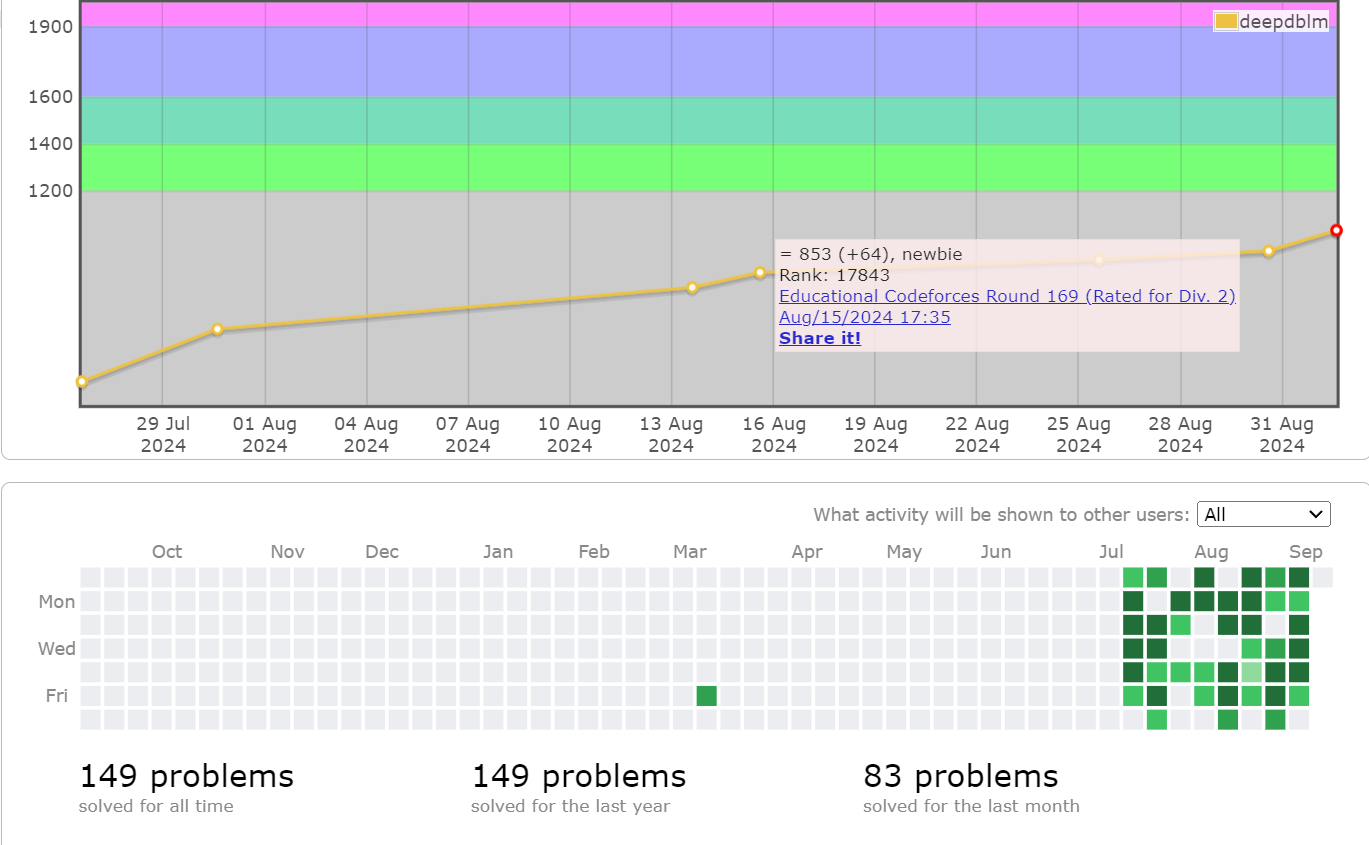 1900
deepdblm
1600
1400
1200
= 853 (+64), newbie
Rank: 17843
Educational Codeforces Round 169 (Rated for Div. 2)
Aug/15/2024 17:35
Share it!
29 Jul 01 Aug 04 Aug 07 Aug 10 Aug 13 Aug 16 Aug 19 Aug 22 Aug 25 Aug 28 Aug 31 Aug
2024 2024 2024 2024 2024 2024 2024 2024 2024 2024 2024 2024
What activity will be shown to other users: All
Oct Nov Dec Jan Feb Mar Apr May Jun Jul Aug Sep
Mon
Wed
Fri
149 problems 149 problems 83 problems
solved for all time solved for the last year solved for the last month